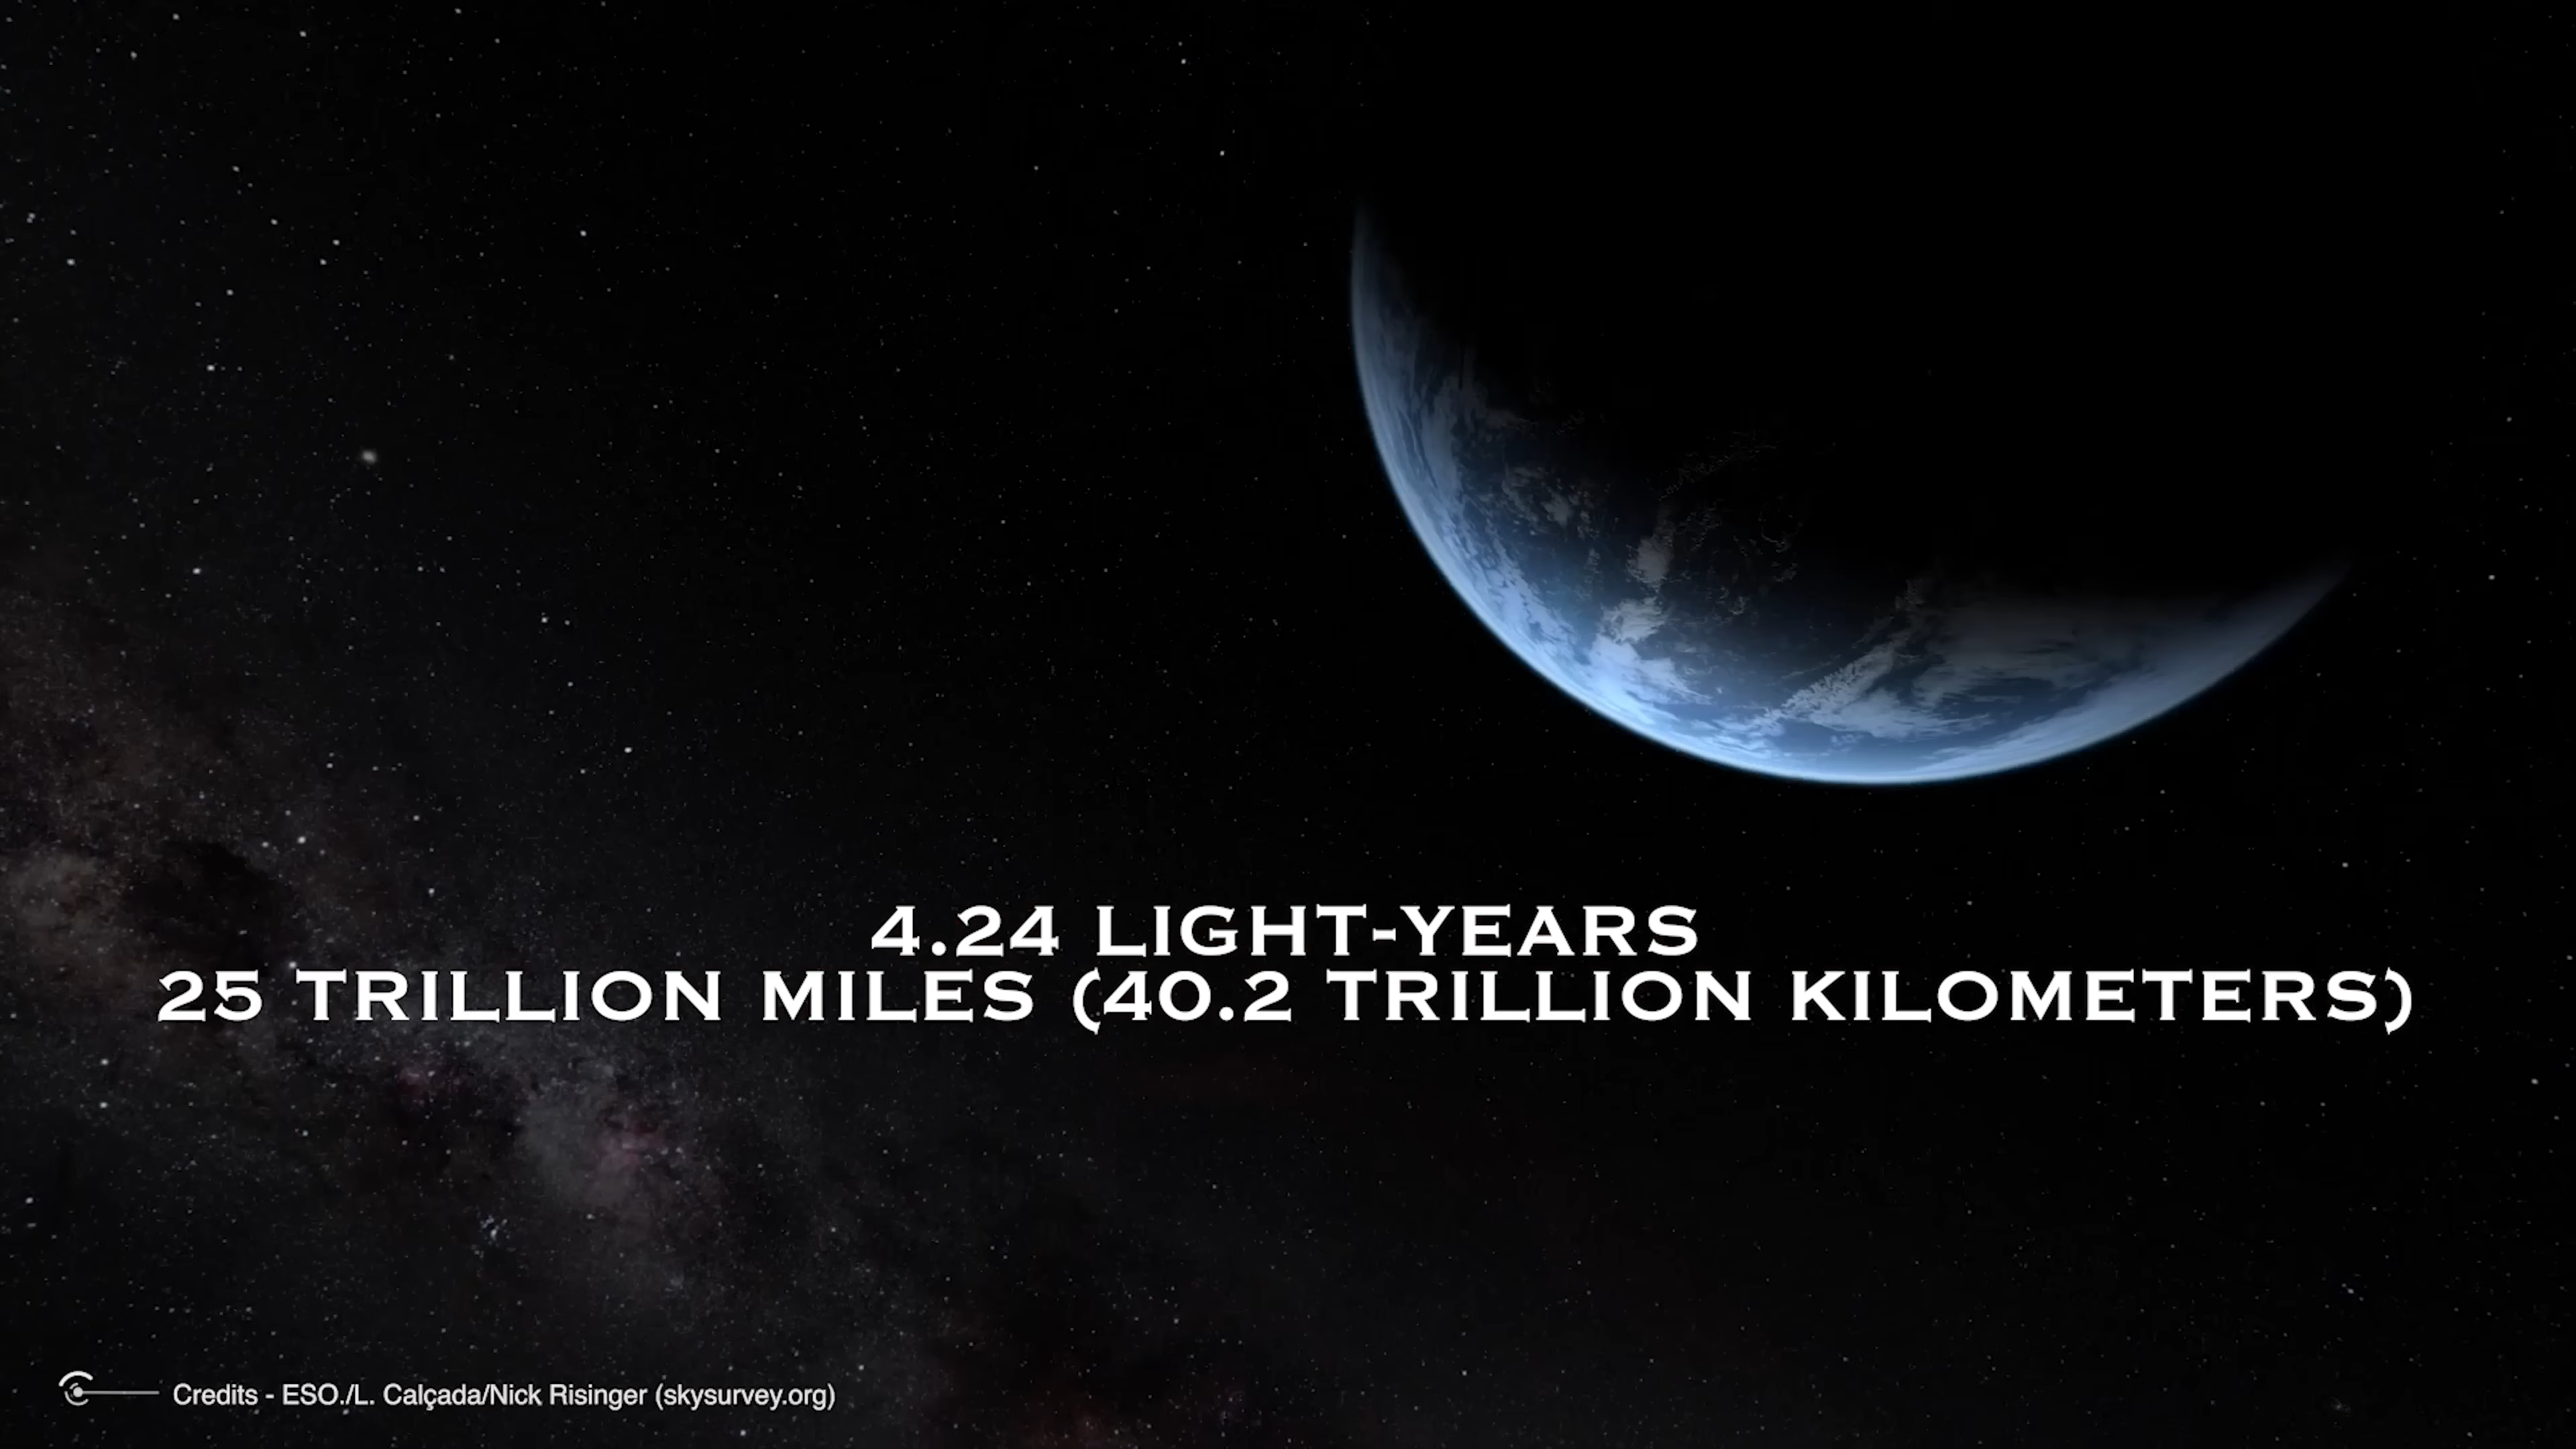 4.24 LIGHT-YEARS
25 TRILLION MILES (40.2 TRILLION KILOMETERS)
Credits - ESO./L. Calçada/Nick Risinger (skysurvey.org)